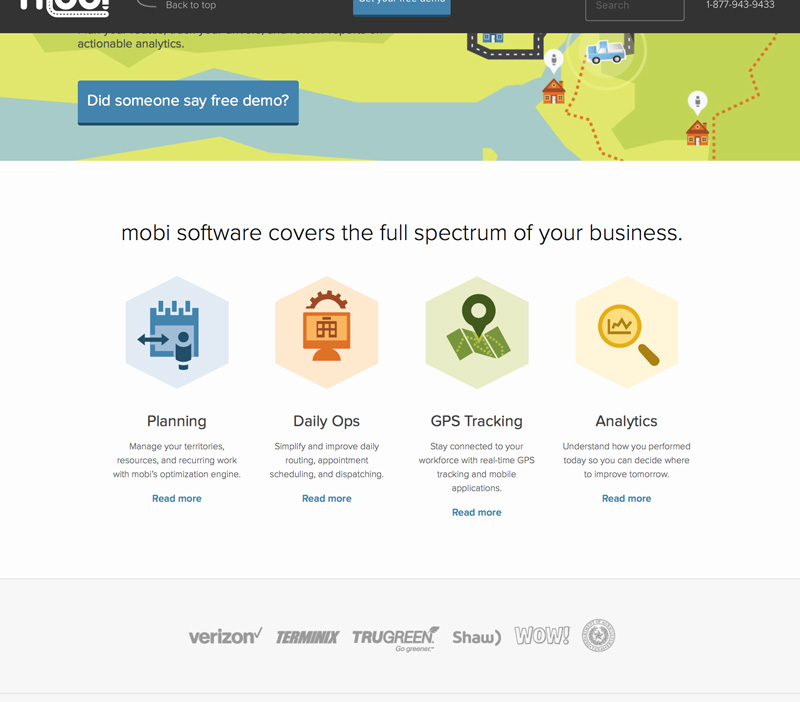 mobi
Back to top
Get your free demo
Search
1-877-943-9433
actionable analytics.
Did someone say free demo?
mobi software covers the full spectrum of your business.
Planning
Manage your territories,
resources, and recurring work
with mobi's optimization engine.
Read more
Daily Ops
Simplify and improve daily
routing, appointment
scheduling, and dispatching.
Read more
GPS Tracking
Stay connected to your
workforce with real-time GPS
tracking and mobile
applications.
Read more
Analytics
Understand how you performed
today so you can decide where
to improve tomorrow.
Read more
verizon
TERMINIX
TRUGREEN
Go greener.
Shaw)
WOW!